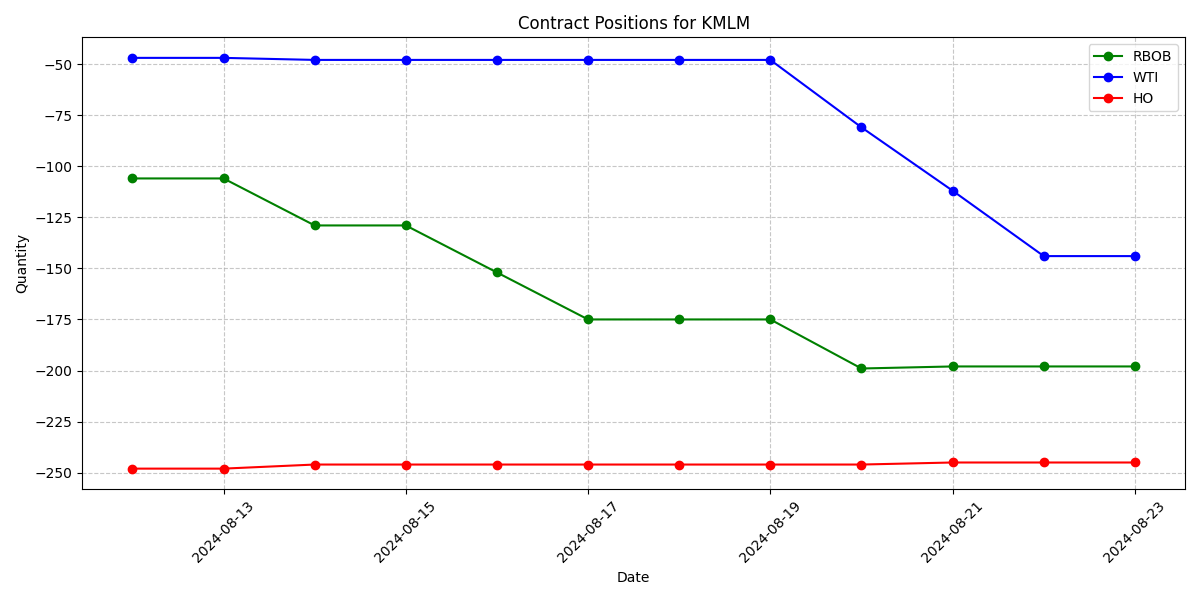 Contract Positions for KMLM
RBOB
WTI
HO
−50
−75
−100
−125
−150
−175
−200
−225
−250
Quantity
2024-08-13
2024-08-15
2024-08-17
2024-08-19
2024-08-21
2024-08-23
Date